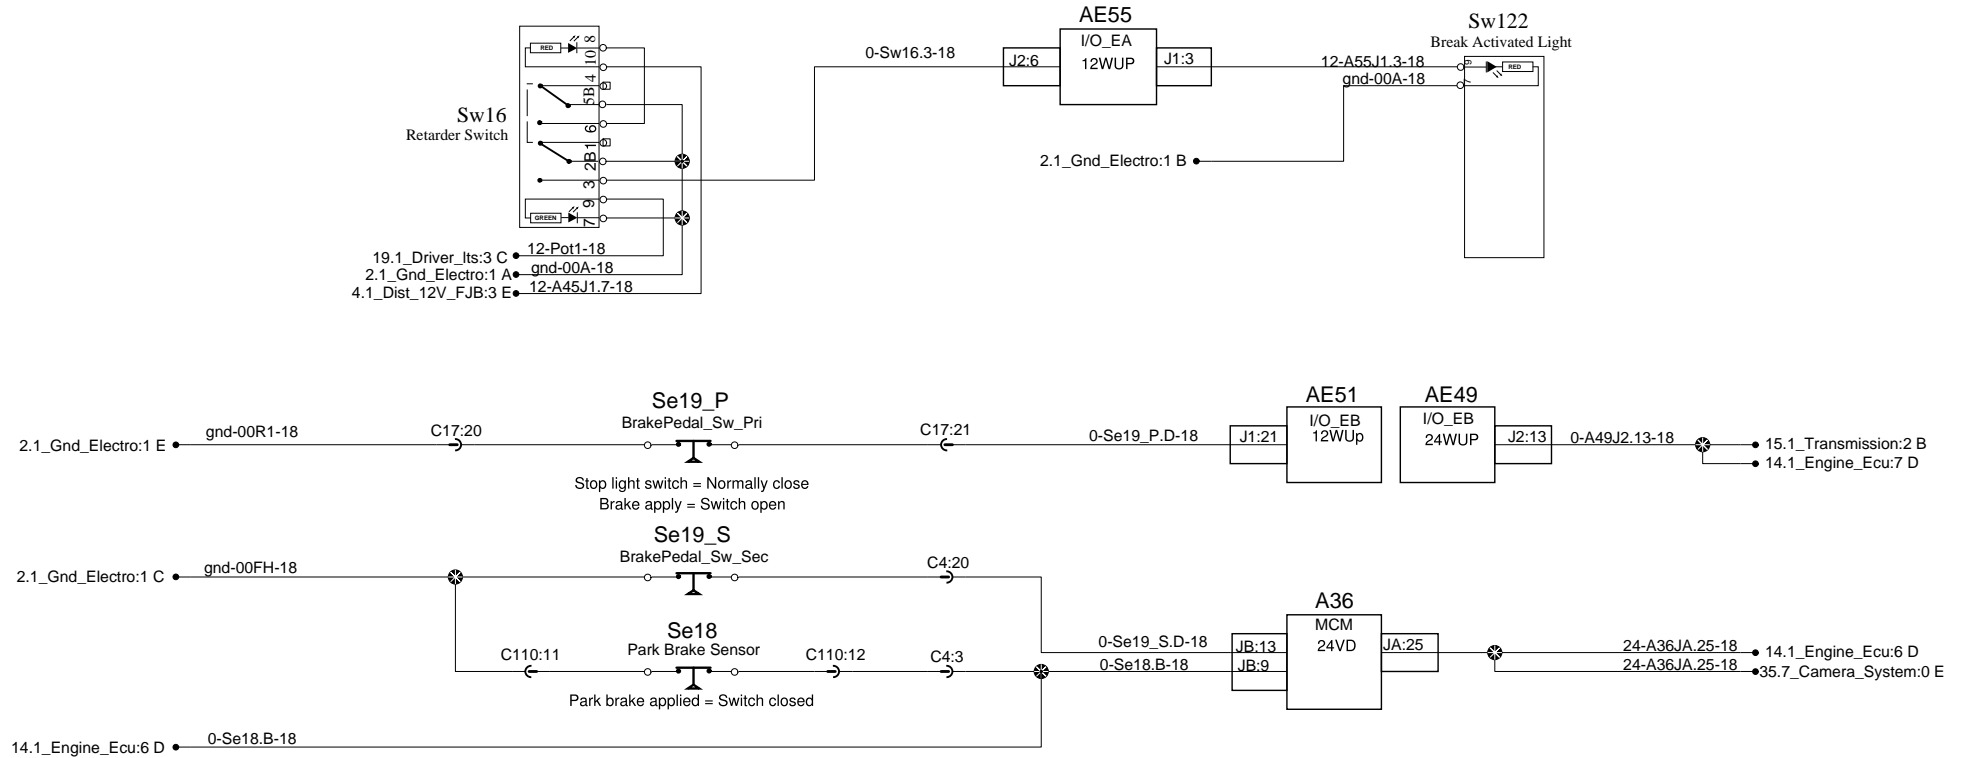 AE55
I/O_EA
12WUP
J2:6
J1:3
0-Sw16.3-18
Sw122
Break Activated Light
12-A55J1.3-18
gnd-00A-18
RED
2.1_Gnd_Electro:1 B
Sw16
Retarder Switch
RED
8
10
4
5B
6
1
2B
3
9
7
GREEN
19.1_Driver_lts:3 C
12-Pot1-18
2.1_Gnd_Electro:1 A
gnd-00A-18
4.1_Dist_12V_FJB:3 E
12-A45J1.7-18
2.1_Gnd_Electro:1 E
gnd-00R1-18
C17:20
Se19_P
BrakePedal_Sw_Pri
C17:21
0-Se19_P.D-18
J1:21
AE51
I/O_EB
12WUp
AE49
I/O_EB
24WUP
J2:13
0-A49J2.13-18
15.1_Transmission:2 B
14.1_Engine_Ecu:7 D
Stop light switch = Normally close
Brake apply = Switch open
2.1_Gnd_Electro:1 C
gnd-00FH-18
Se19_S
BrakePedal_Sw_Sec
C4:20
Se18
Park Brake Sensor
C110:11
C110:12
C4:3
Park brake applied = Switch closed
0-Se19_S.D-18
0-Se18.B-18
JB:13
JB:9
A36
MCM
24VD
JA:25
24-A36JA.25-18
24-A36JA.25-18
14.1_Engine_Ecu:6 D
35.7_Camera_System:0 E
14.1_Engine_Ecu:6 D
0-Se18.B-18